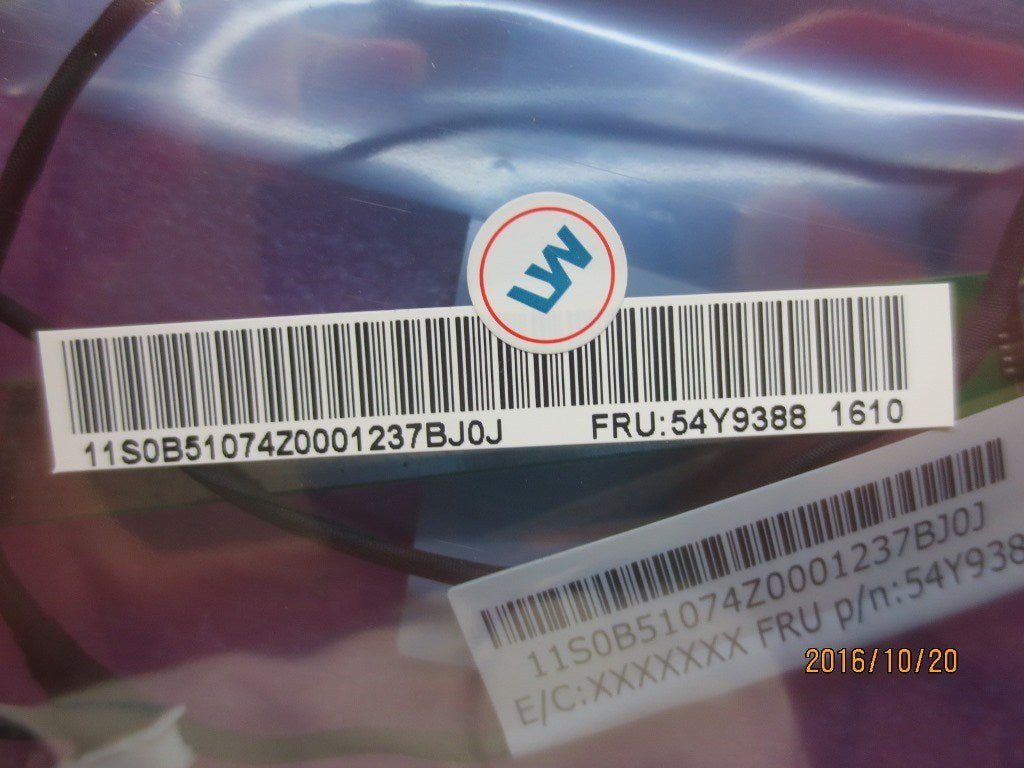 LW
11S0B51074Z0001237BJ0J FRU:54Y9388 1610
11S0B51074Z0001237BJ0J
E/C:XXXXXXX FRU p/n:54Y938
2016/10/20